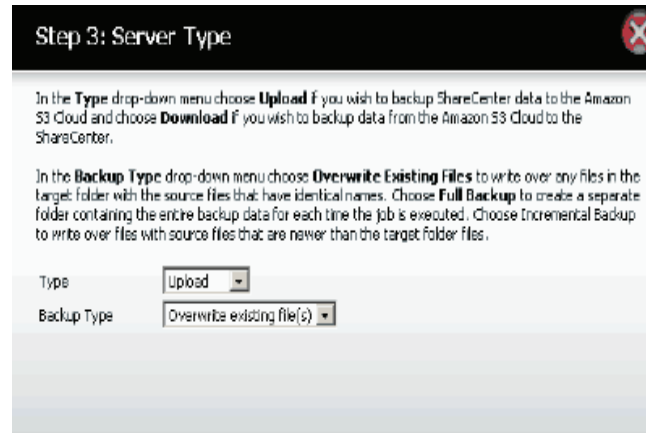 Step 3: Server Type
In the Type drop-down menu choose Upload if you wish to backup ShareCenter data to the Amazon
S3 Cloud and choose Download if you wish to backup data from the Amazon S3 Cloud to the
ShareCenter.
In the Backup Type drop-down menu choose Overwrite Existing Files to write over any files in the
target folder with the source files that have identical names. Choose Full Backup to create a separate
folder containing the entire backup data for each time the job is executed. Choose Incremental Backup
to write over files with source files that are newer than the target folder files.
Type Upload
Backup Type Overwrite existing file(s)